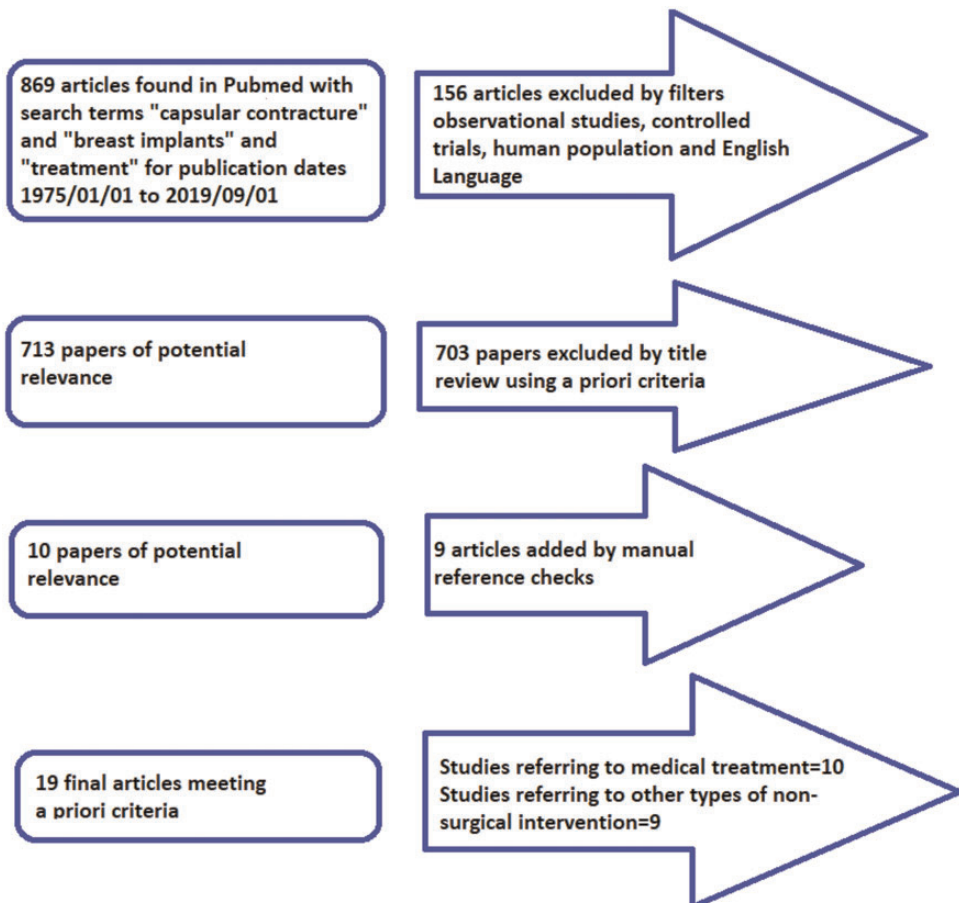 869 articles found in Pubmed with
search terms "capsular contracture"
and "breast implants" and
"treatment" for publication dates
1975/01/01 to 2019/09/01
156 articles excluded by filters
observational studies, controlled
trials, human population and English
Language
713 papers of potential
relevance
703 papers excluded by title
review using a priori criteria
10 papers of potential
relevance
9 articles added by manual
reference checks
19 final articles meeting
a priori criteria
Studies referring to medical treatment=10
Studies referring to other types of non-
surgical intervention=9